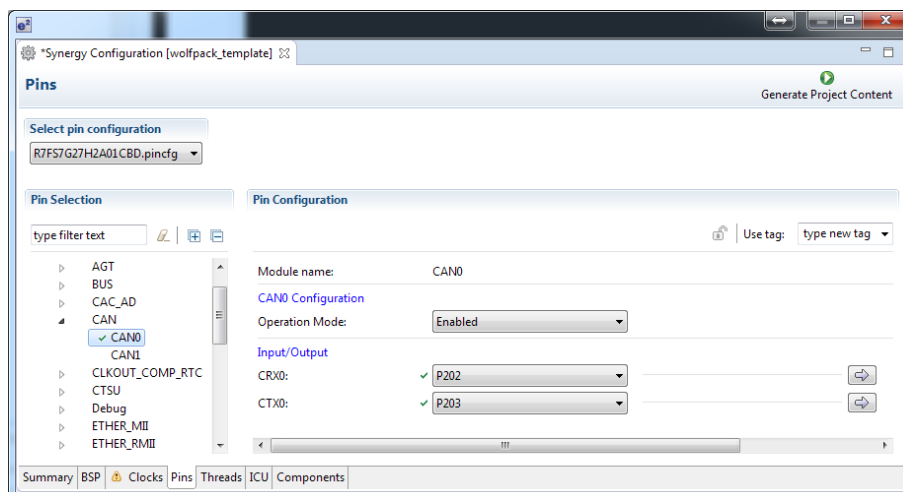 e²
*Synergy Configuration [wolfpack_template]
Pins
Generate Project Content
Select pin configuration
R7FS7G27H2A01CBD.pincfg
Pin Selection
Pin Configuration
type filter text
Use tag: type new tag
AGT
BUS
CAC_AD
CAN
CAN0
CAN1
CLKOUT_COMP_RTC
CTSU
Debug
ETHER_MII
ETHER_RMII
Module name: CAN0
CAN0 Configuration
Operation Mode: Enabled
Input/Output
CRX0: P202
CTX0: P203
Summary BSP Clocks Pins Threads ICU Components